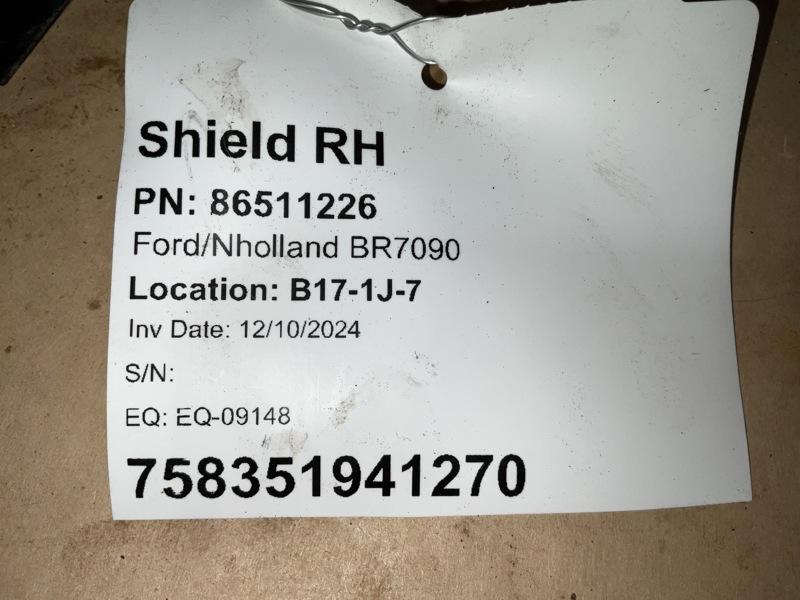 Shield RH
PN: 86511226
Ford/Nholland BR7090
Location: B17-1J-7
Inv Date: 12/10/2024
S/N:
EQ: EQ-09148
758351941270